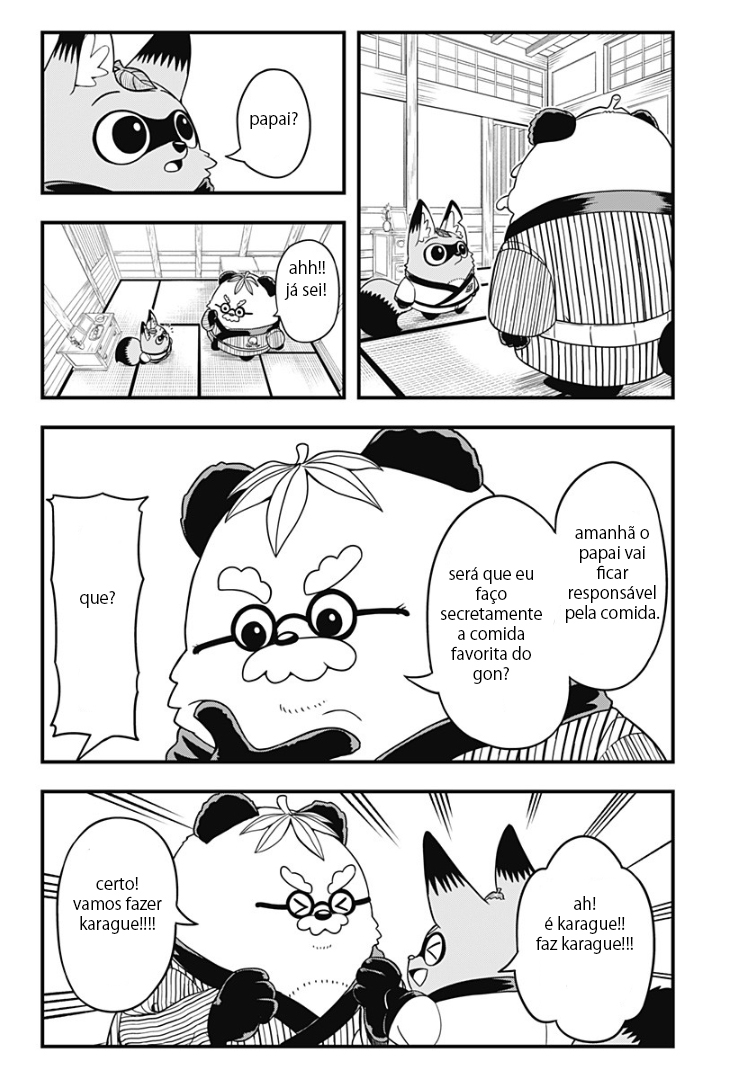 papai?
ahh!!
já sei!
amanhã o
papai vai
ficar
responsável
pela comida.
será que eu
faço
secretamente
a comida
favorita do
gon?
que?
ah!
é karague!!
faz karague!!!
certo!
vamos fazer
karague!!!!